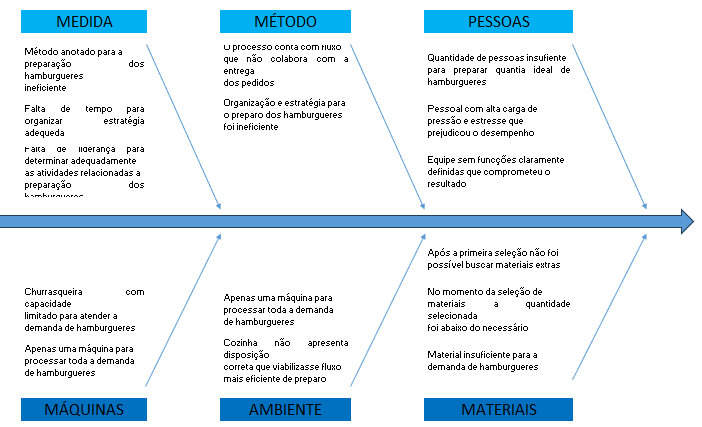 MEDIDA
Método anotado para a
preparação dos
hamburgueres
ineficiente
Falta de tempo para
organizar estratégia
adequeda
Falta de liderança para
determinar adequadamente
as atividades relacionadas a
preparação dos
hamburgueres
MÉTODO
O processo conta com fluxo
que não colabora com a
entrega
dos pedidos
Organização e estratégia para
o preparo dos hamburgueres
foi ineficiente
PESSOAS
Quantidade de pessoas insufiente
para preparar quantia ideal de
hamburgueres
Pessoal com alta carga de
pressão e estresse que
prejudicou o desempenho
Equipe sem funcções claramente
definidas que comprometeu o
resultado
Churrasqueira com
capacidade
limitado para atender a
demanda de hamburgueres
Apenas uma máquina para
processar toda a demanda
de hamburgueres
MÁQUINAS
Apenas uma máquina para
processar toda a demanda
de hamburgueres
Cozinha não apresenta
disposição
correta que viabilizasse fluxo
mais eficiente de preparo
AMBIENTE
Após a primeira seleção não foi
possível buscar materiais extras
No momento da seleção de
materiais a quantidade
selecionada
foi abaixo do necessário
Material insuficiente para a
demanda de hamburgueres
MATERIAIS